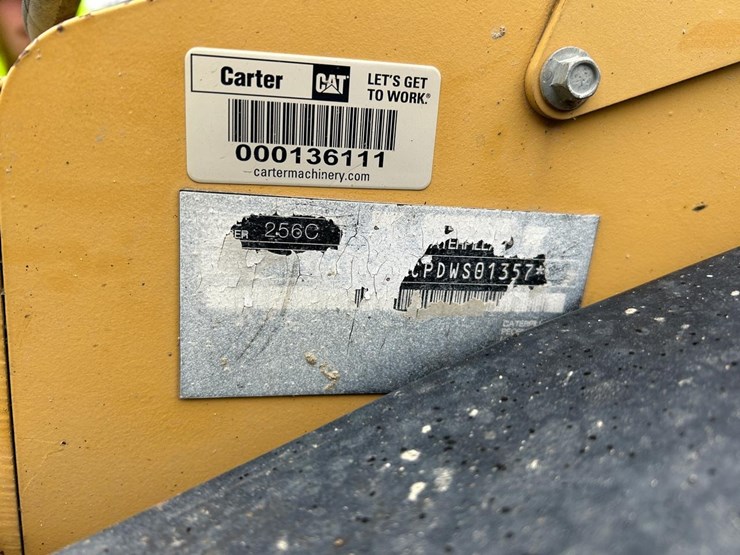 Carter CAT LET'S GET TO WORK.®
000136111
cartermachinery.com
256C
CPDWS01357*